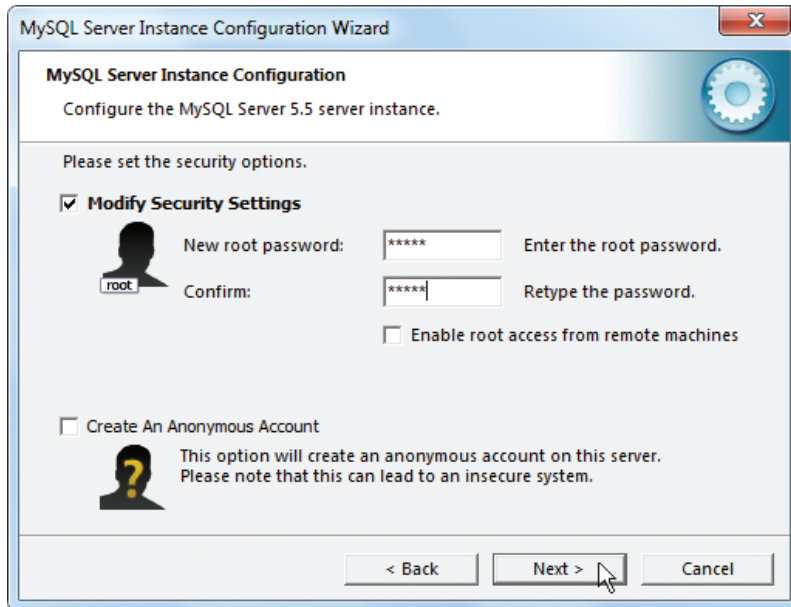 MySQL Server Instance Configuration Wizard
MySQL Server Instance Configuration
Configure the MySQL Server 5.5 server instance.
Please set the security options.
Modify Security Settings
New root password: ***** Enter the root password.
root
Confirm: ***** Retype the password.
Enable root access from remote machines
Create An Anonymous Account
This option will create an anonymous account on this server.
Please note that this can lead to an insecure system.
< Back Next > Cancel